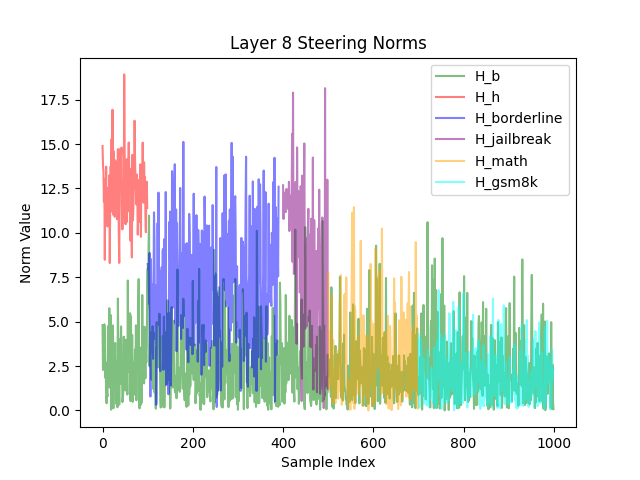 Layer 8 Steering Norms
H_b
H_h
H_borderline
H_jailbreak
H_math
H_gsm8k
Norm Value
17.5
15.0
12.5
10.0
7.5
5.0
2.5
0.0
0 200 400 600 800 1000
Sample Index